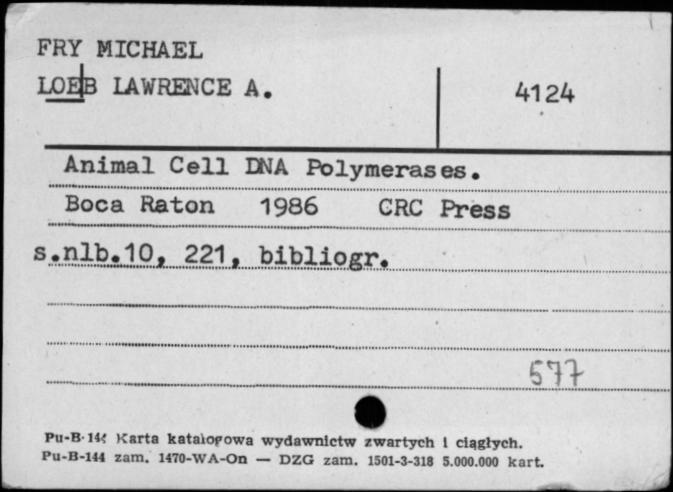 FRY MICHAEL
LOEB LAWRENCE A.
4124
Animal Cell DNA Polymerases.
Boca Raton 1986 CRC Press
s.nlb.10, 221, bibliogr.
577
Pu-B-144 Karta katalogowa wydawnictw zwartych i ciągłych.
Pu-B-144 zam. 1470-WA-On — DZG zam. 1501-3-318 5.000.000 kart.